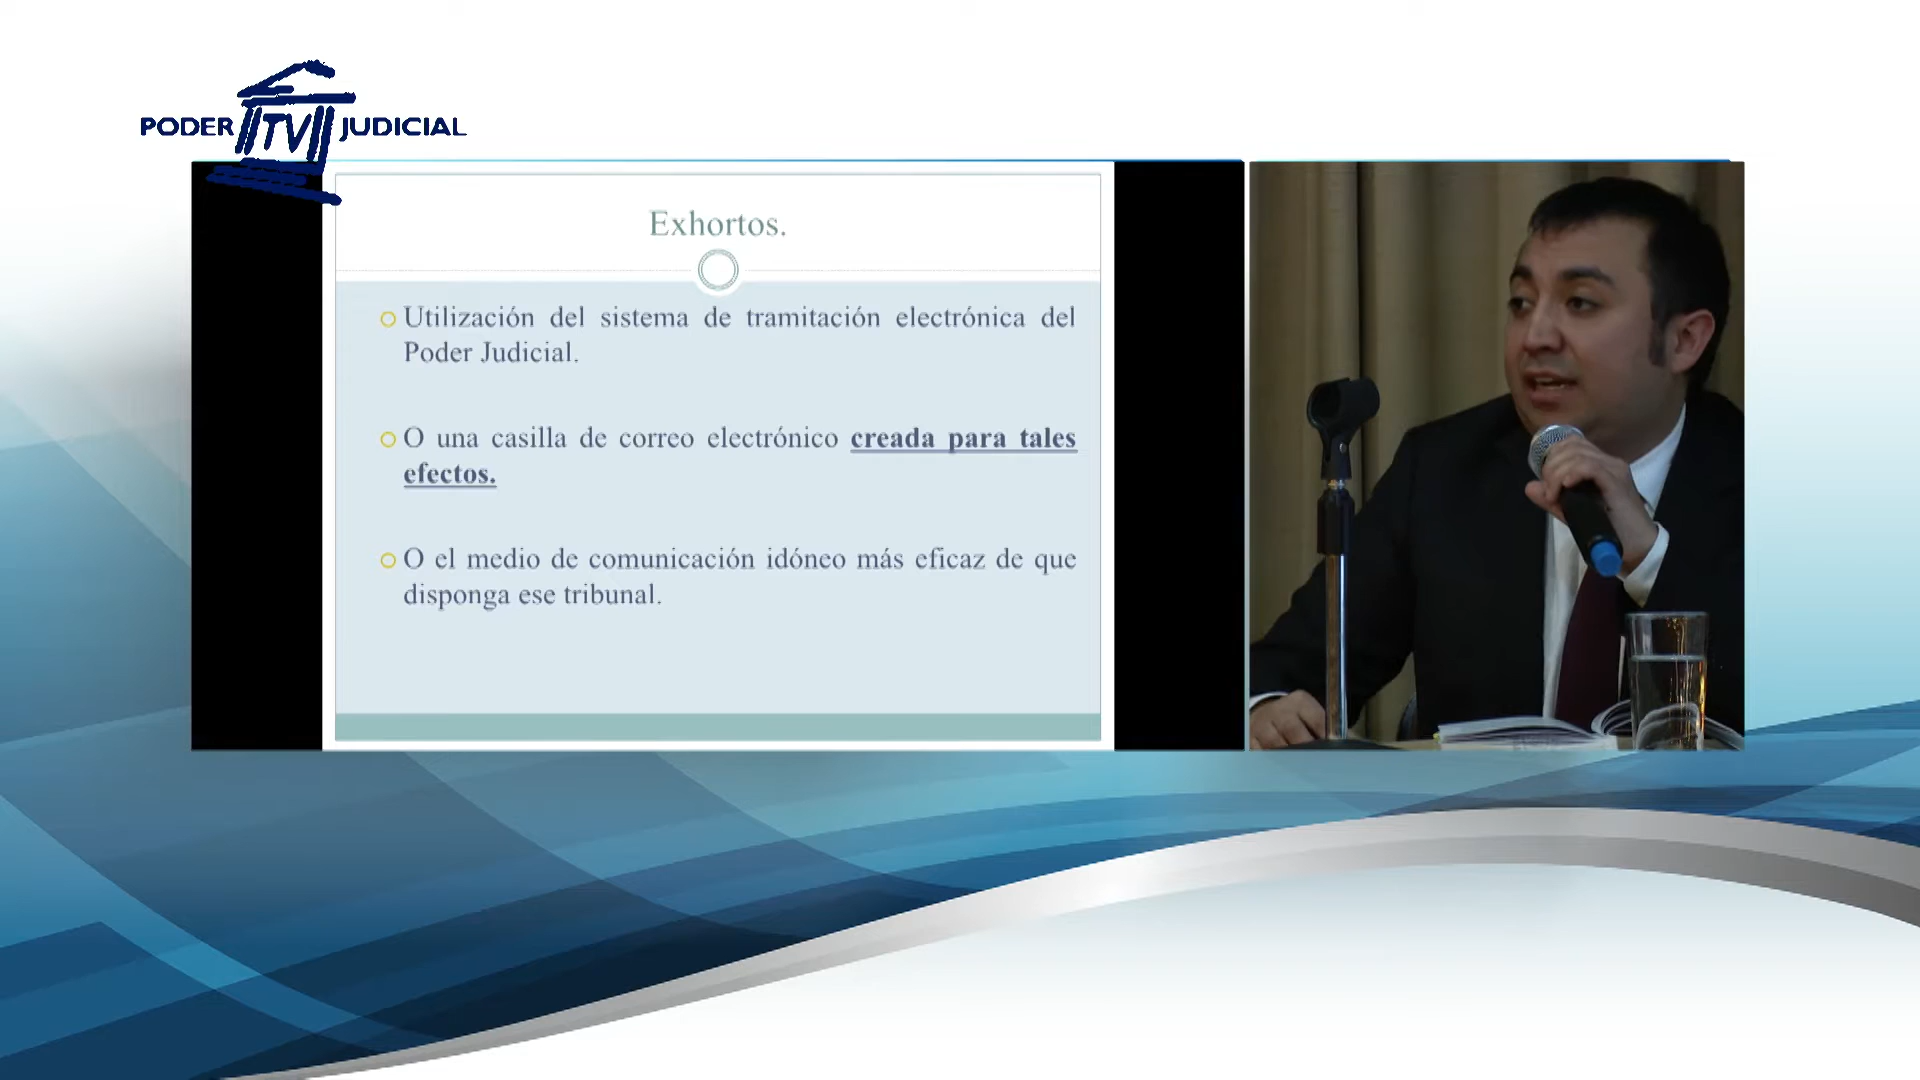 PODER TV JUDICIAL
Exhortos.
Utilización del sistema de tramitación electrónica del
Poder Judicial.
O una casilla de correo electrónico creada para tales
efectos.
O el medio de comunicación idóneo más eficaz de que
disponga ese tribunal.